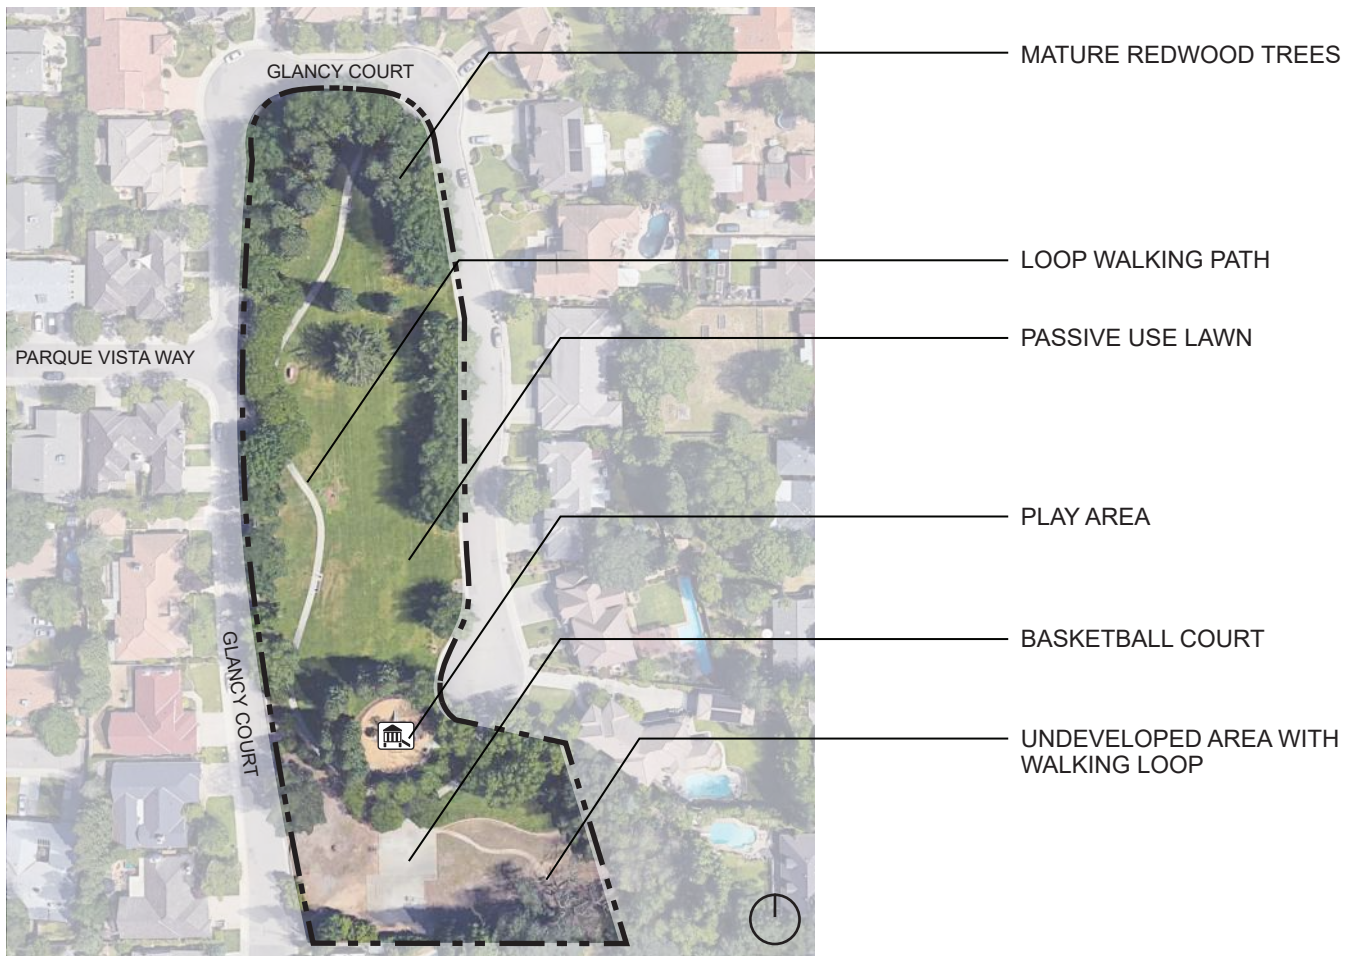 GLANCY COURT
MATURE REDWOOD TREES
LOOP WALKING PATH
PASSIVE USE LAWN
PARQUE VISTA WAY
PLAY AREA
BASKETBALL COURT
GLANCY COURT
UNDEVELOPED AREA WITH
WALKING LOOP